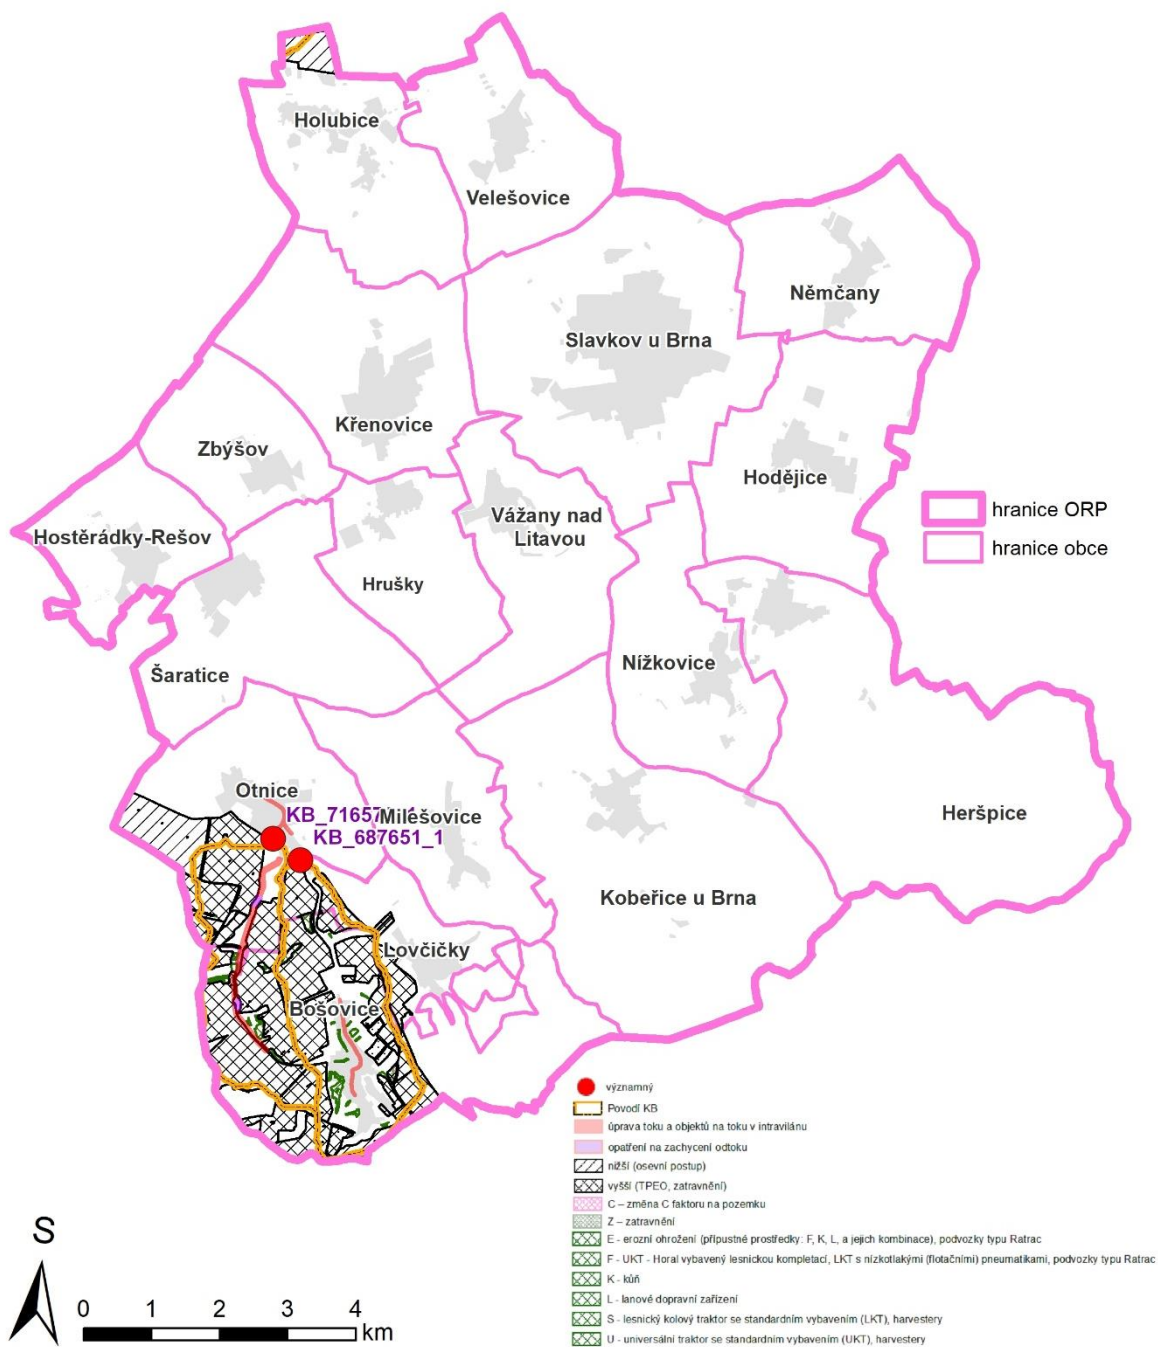 Holubice
Velešovice
Němčany
Slavkov u Brna
Křenovice
Zbýšov
Hodějice
hranice ORP
Vážany nad
Litavou
Hostěrádky-Rešov
hranice obce
Hrušky
Nížkovice
Šaratice
Otnice
KB_71657
Milešovice
KB_687651_1
Heršpice
Kobeřice u Brna
Lovčičky
Bošovice
významný
Povodí KB
úprava toku a objektů na toku v intravilánu
opatření na zachycení odtoku
nižší (osevní postup)
vyšší (TPEO, zatravnění)
C – změna C faktoru na pozemku
Z – zatravnění
E - erozní ohrožení (přípustné prostředky: F, K, L, a jejich kombinace), podvozky typu Ratrac
F - UKT - Horal vybavený lesnickou kompletací, LKT s nízkotlakými (flotačními) pneumatikami, podvozky typu Ratrac
K - kůň
L - lanové dopravní zařízení
S - lesnický kolový traktor se standardním vybavením (LKT), harvestery
U - universální traktor se standardním vybavením (UKT), harvestery
S
0 1 2 3 4
km